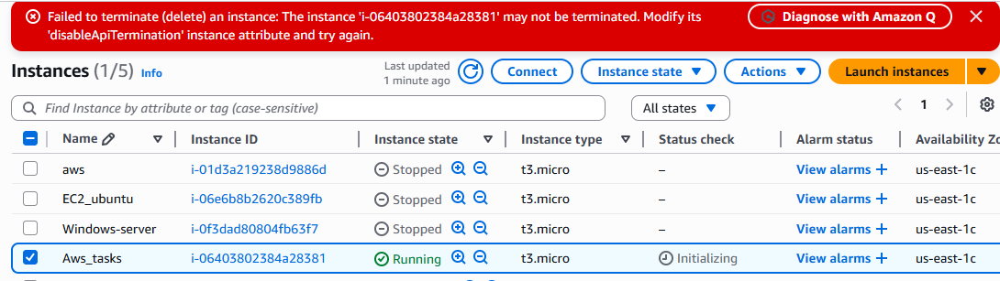 Failed to terminate (delete) an instance: The instance 'i-06403802384a28381' may not be terminated. Modify its
'disableApiTermination' instance attribute and try again.
Diagnose with Amazon Q
Instances (1/5) Info
Last updated
1 minute ago
Connect
Instance state
Actions
Launch instances
Find Instance by attribute or tag (case-sensitive)
All states
1
Name Instance ID Instance state Instance type Status check Alarm status Availability Zo
aws i-01d3a219238d9886d Stopped t3.micro – View alarms + us-east-1c
EC2_ubuntu i-06e6b8b2620c389fb Stopped t3.micro – View alarms + us-east-1c
Windows-server i-0f3dad80804fb63f7 Stopped t3.micro – View alarms + us-east-1c
Aws_tasks i-06403802384a28381 Running t3.micro Initializing View alarms + us-east-1c